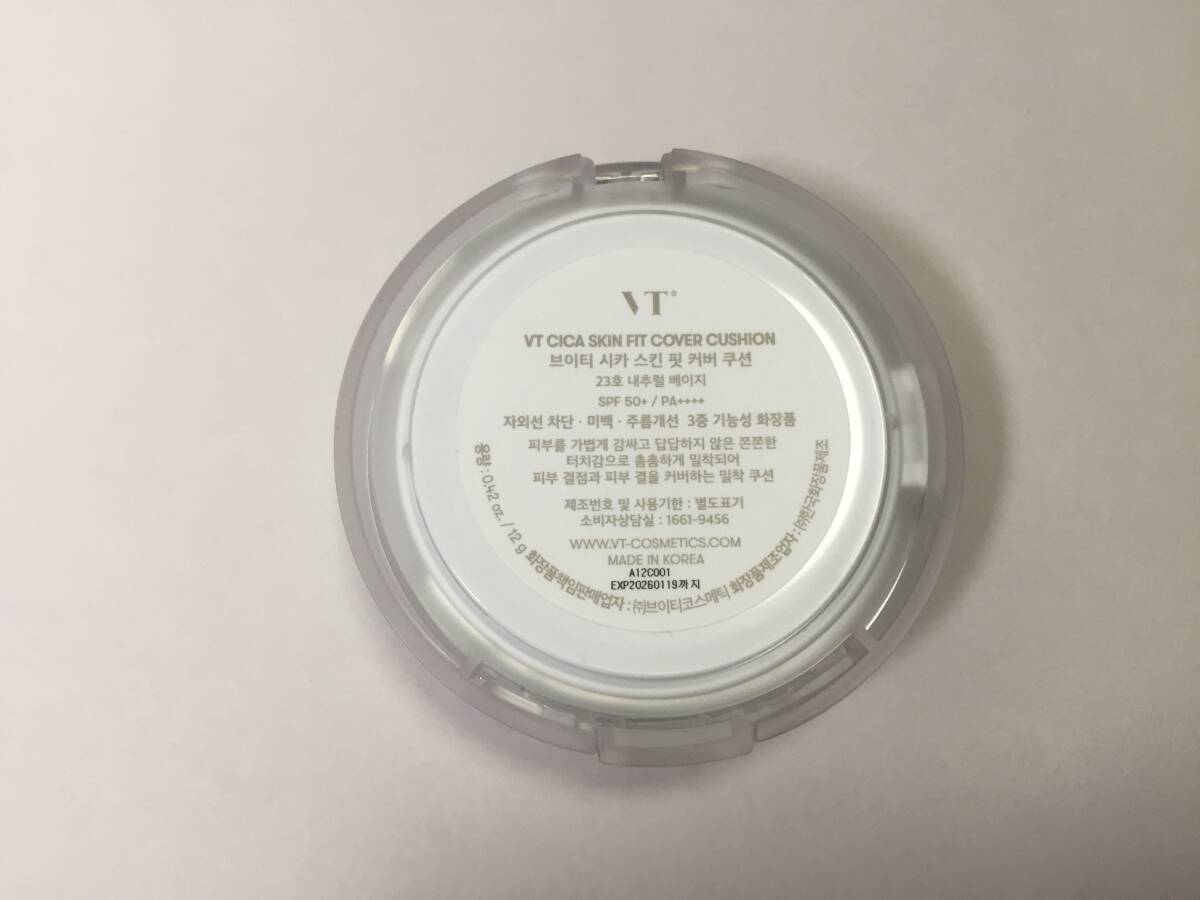 VT
VT CICA SKIN FIT COVER CUSHION
브이티 시카 스킨 핏 커버 쿠션
23호 내추럴 베이지
SPF 50+ / PA++++
자외선 차단 · 미백 · 주름개선 3중 기능성 화장품
피부를 가볍게 감싸고 답답하지 않은 쫀쫀한
터치감으로 촘촘하게 밀착되어
피부 결점과 피부 결을 커버하는 밀착 쿠션
제조번호 및 사용기한 : 별도표기
소비자상담실 : 1661-9456
WWW.VT-COSMETICS.COM
MADE IN KOREA
A12C001
EXP20260119까지
용량 : 0.42 oz. / 12 g 화장품책임판매업자 : ㈜브이티코스메틱 화장품제조업자 : ㈜한국화장품제조